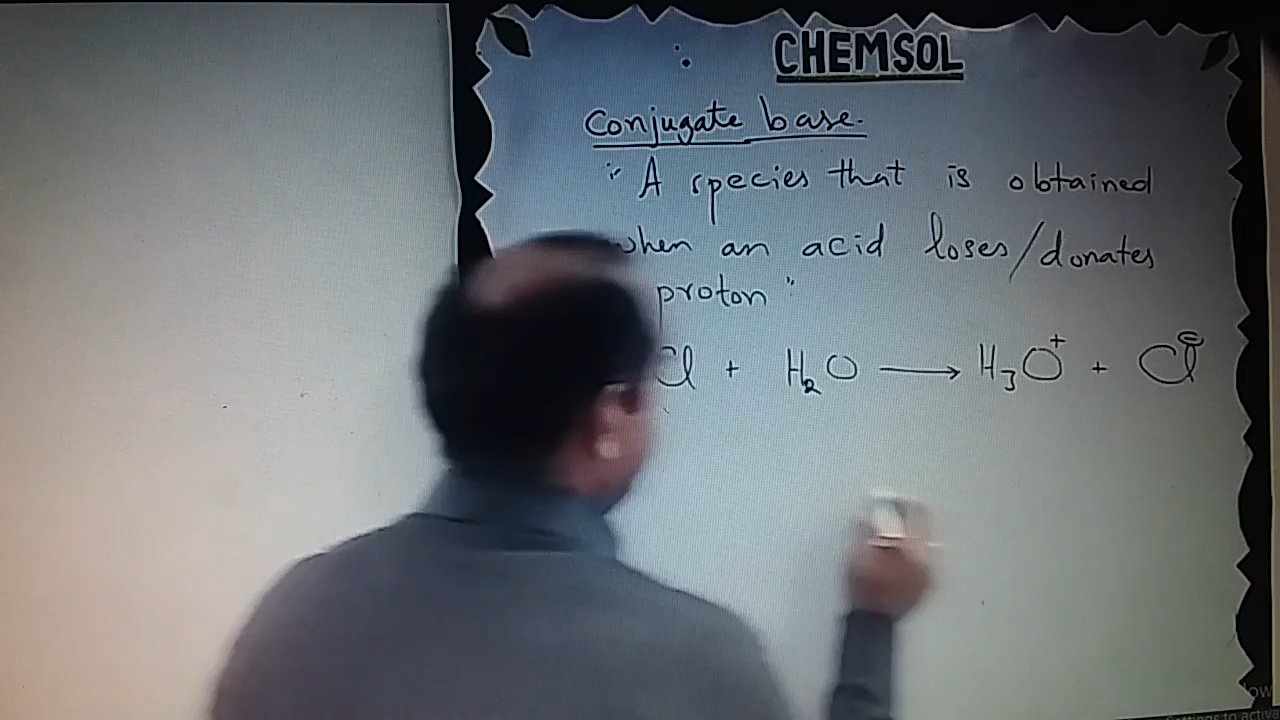 CHEMSOL
Conjugate base.
" A species that is obtained
when an acid loses/donates
proton "
Cl + H₂O ⟶ H₃O⁺ + Cl⁻